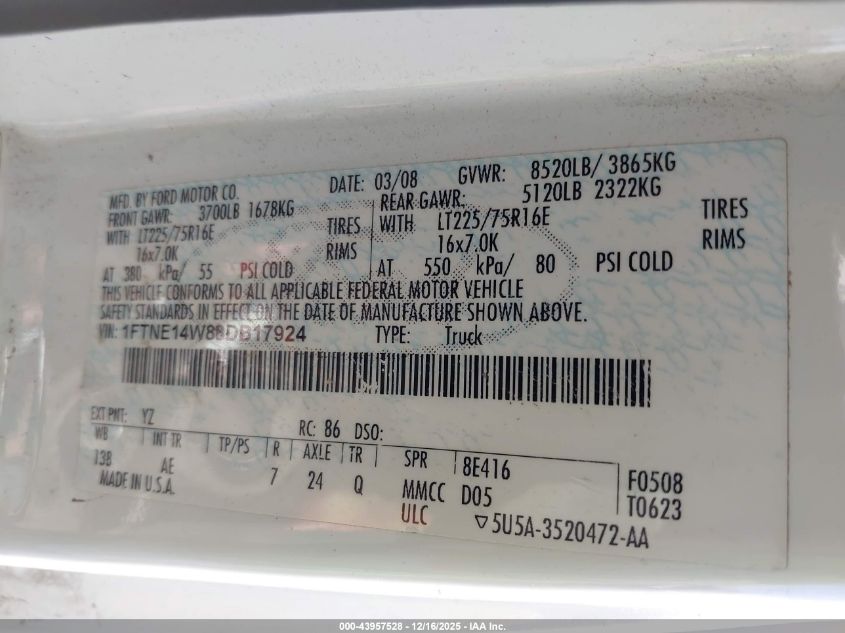 MFD. BY FORD MOTOR CO.
DATE: 03/08 GVWR: 8520LB/ 3865KG
FRONT GAWR: 3700LB 1678KG
REAR GAWR: 5120LB 2322KG
WITH LT225/75R16E TIRES
16x7.0K RIMS
AT 380 kPa/ 55 PSI COLD
WITH LT225/75R16E TIRES
16x7.0K RIMS
AT 550 kPa/ 80 PSI COLD
THIS VEHICLE CONFORMS TO ALL APPLICABLE FEDERAL MOTOR VEHICLE
SAFETY STANDARDS IN EFFECT ON THE DATE OF MANUFACTURE SHOWN ABOVE.
VIN: 1FTNE14W88DB17924 TYPE: Truck
EXT PNT: YZ RC: 86 DSO:
WB INT TR TP/PS R AXLE TR SPR 8E416
138 AE 7 24 Q MMCC D05
MADE IN U.S.A. ULC
F0508
T0623
▽5U5A-3520472-AA
000-43957528 - 12/16/2025 - IAA Inc.